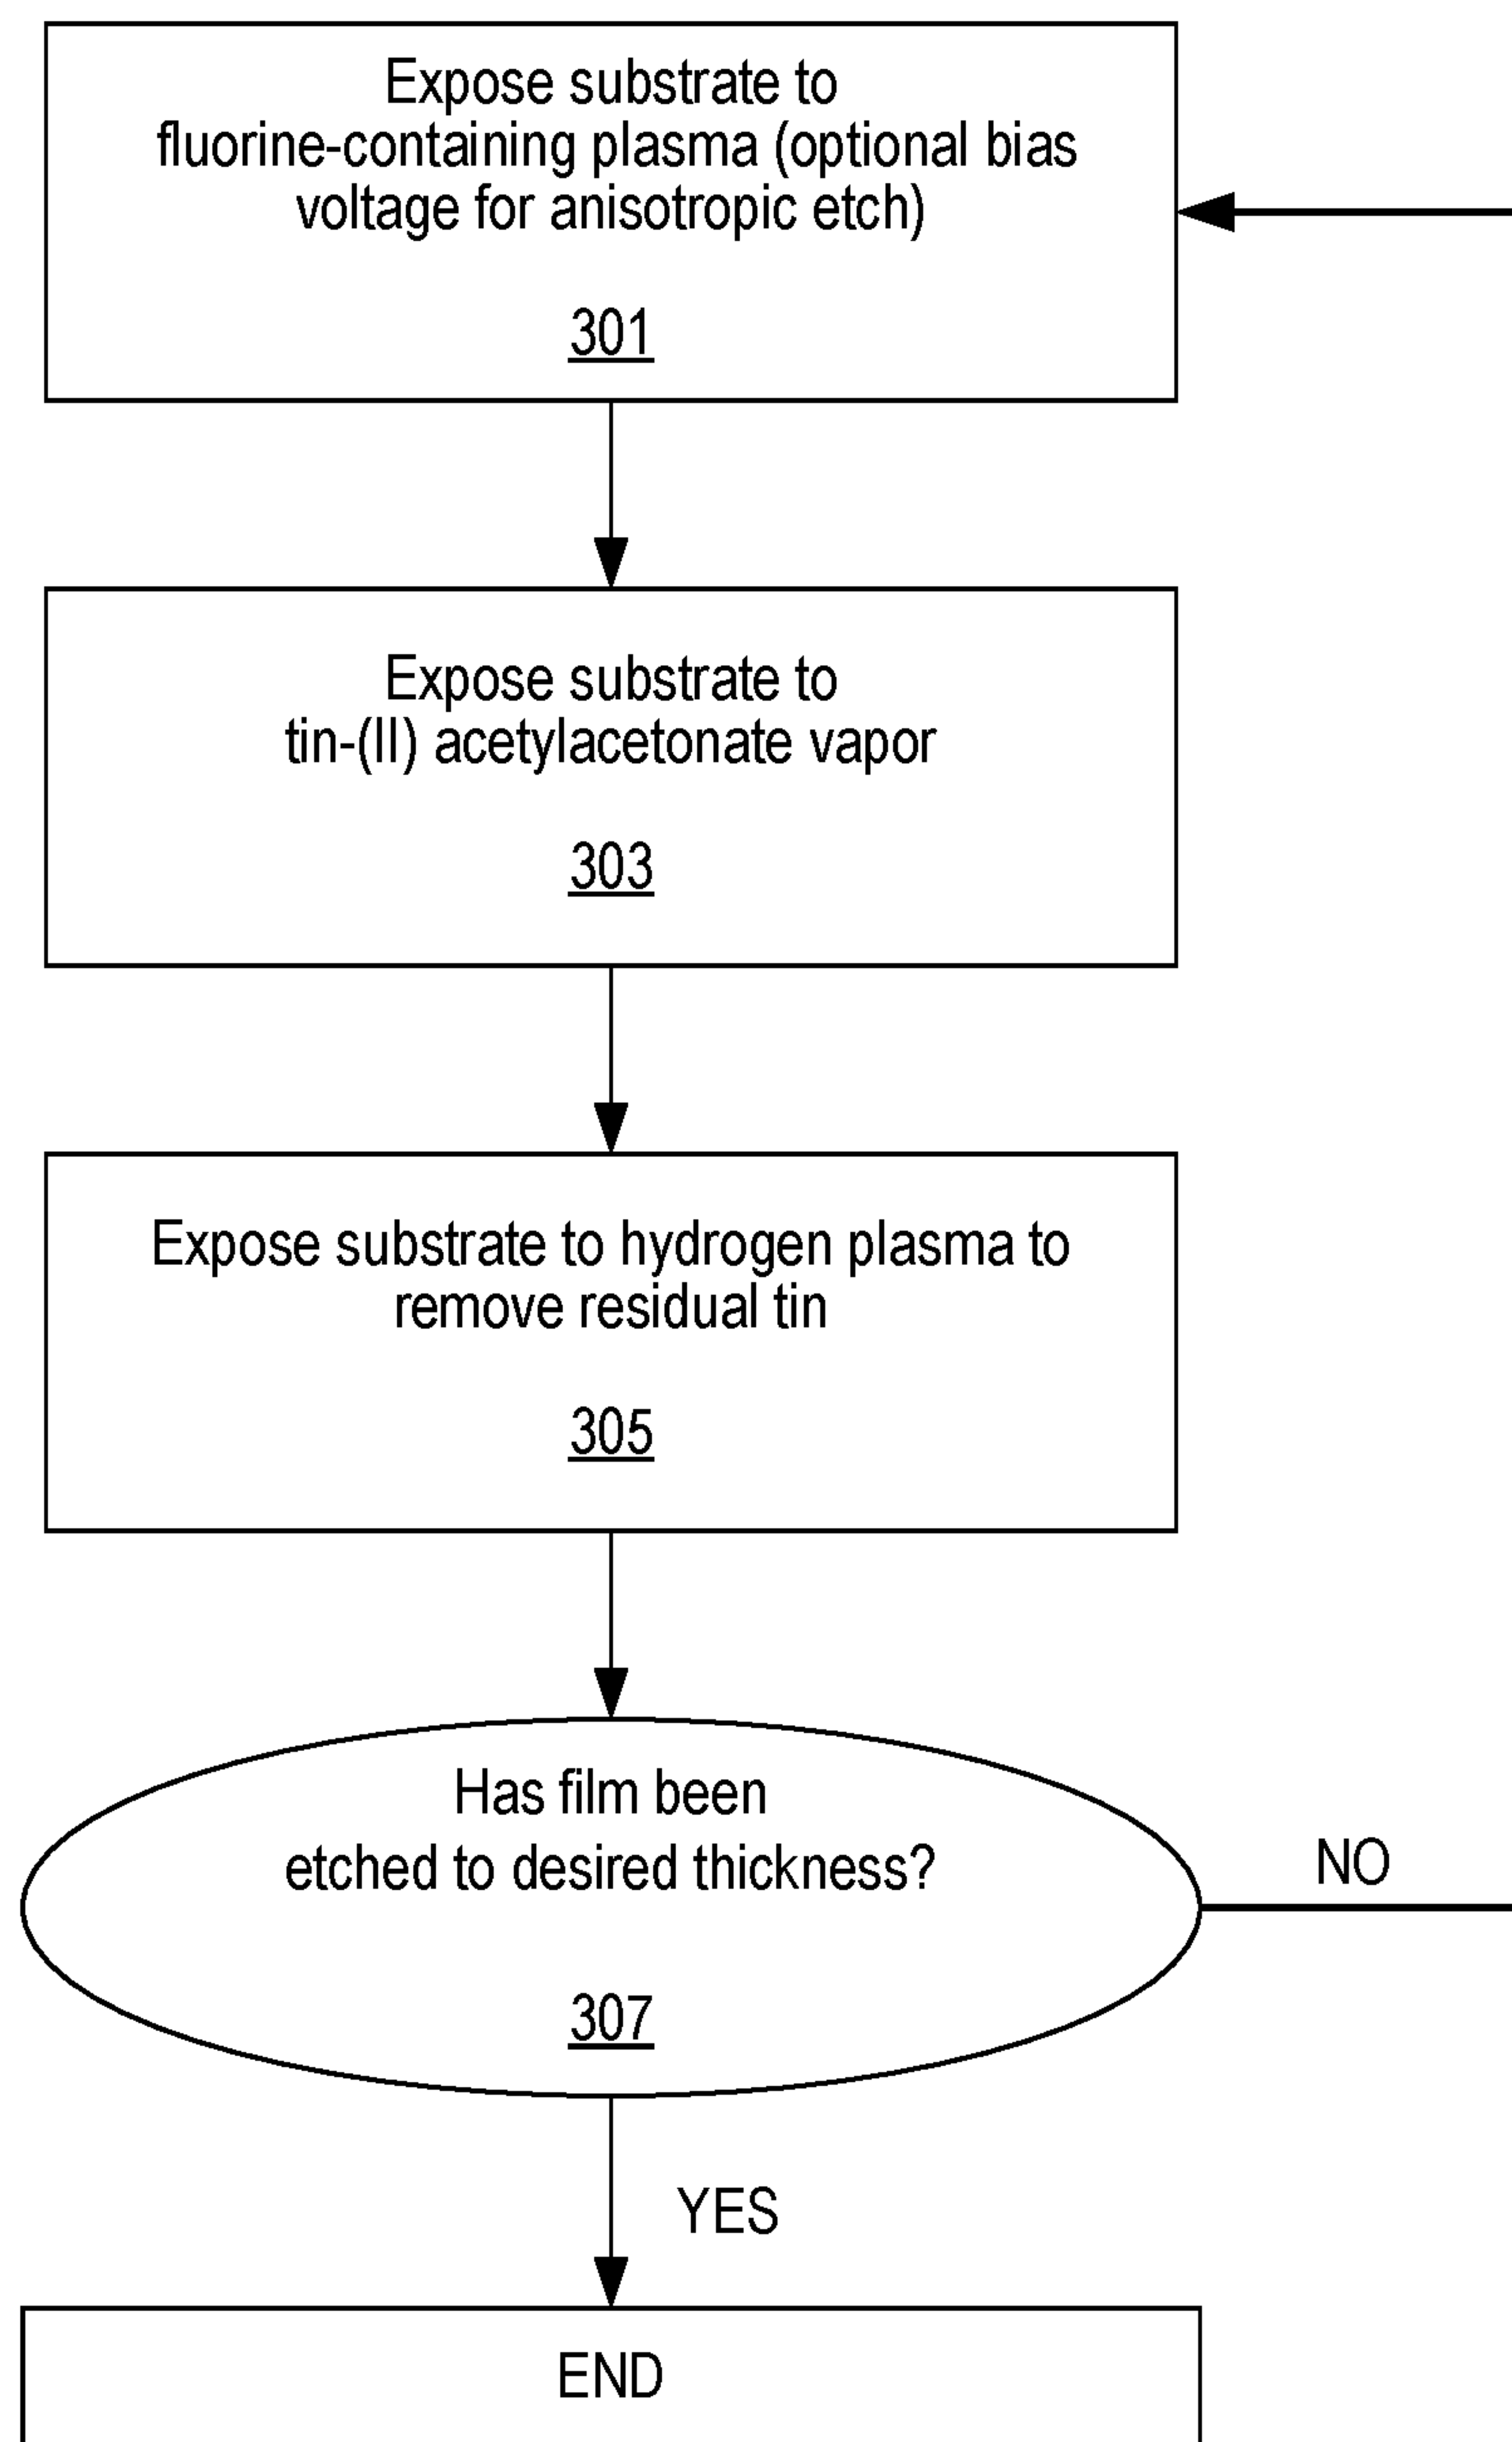 Expose substrate to
fluorine-containing plasma (optional bias
voltage for anisotropic etch)
301
Expose substrate to
tin-(II) acetylacetonate vapor
303
Expose substrate to hydrogen plasma to
remove residual tin
305
Has film been
etched to desired thickness?
307
NO
YES
END